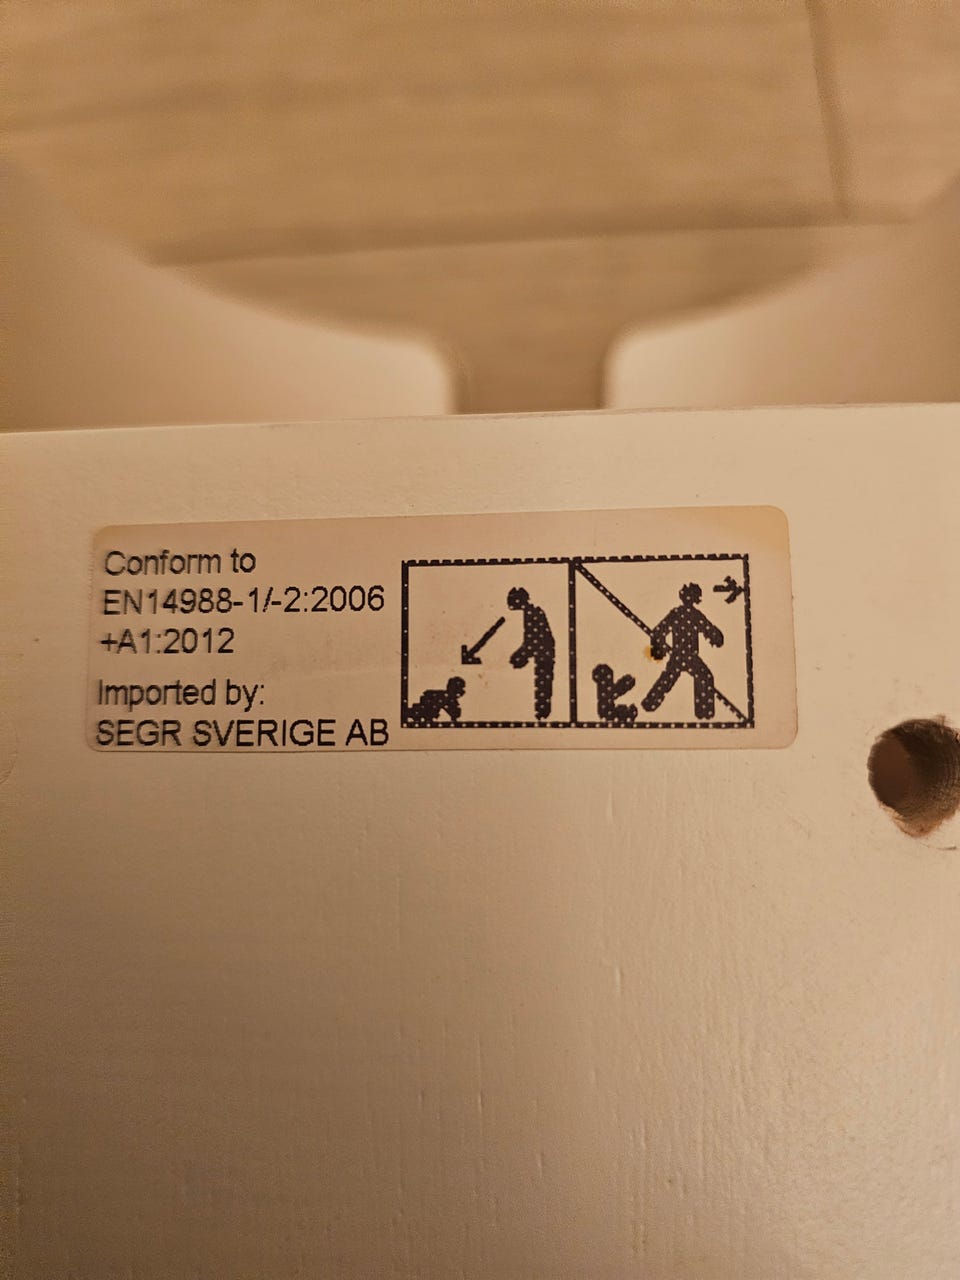 Conform to
EN14988-1/-2:2006
+A1:2012
Imported by:
SEGR SVERIGE AB